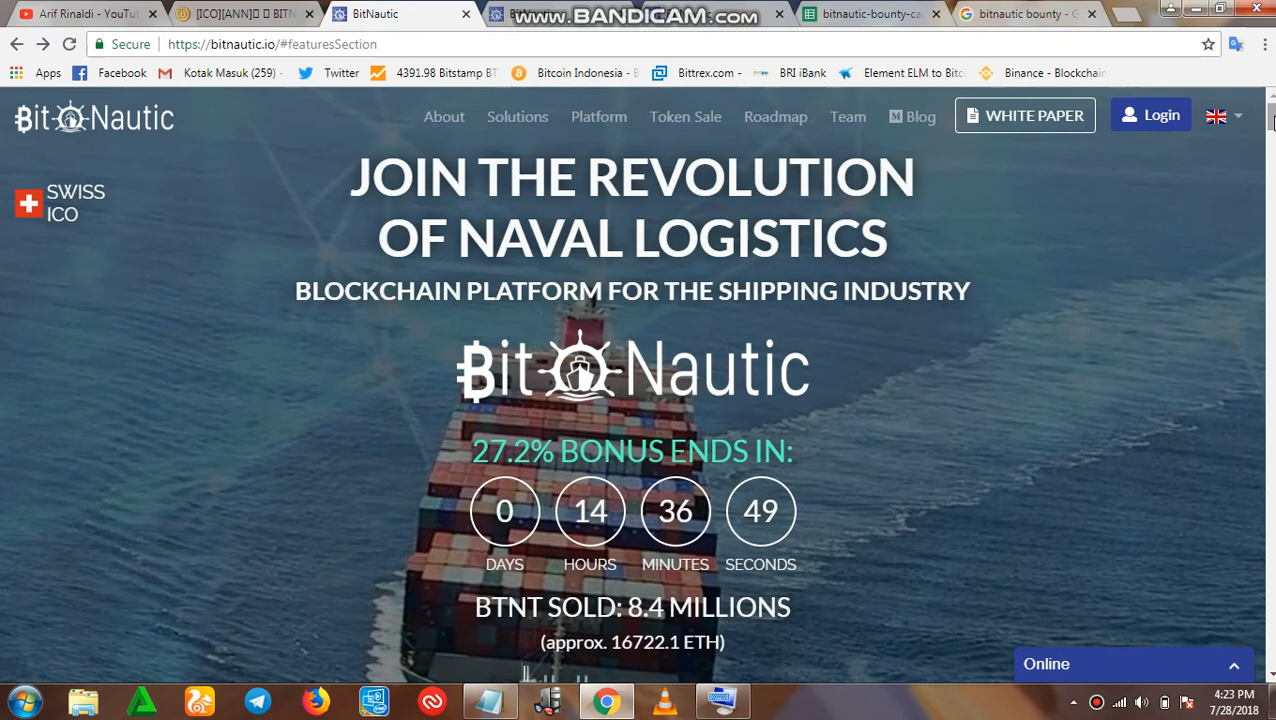 Arif Rinaldi - YouTu
[ICO][ANN] BITN
BitNautic
www.BANDICAM.com
bitnautic-bounty-ca
bitnautic bounty - G
Secure
https://bitnautic.io/#featuresSection
Apps
Facebook
Kotak Masuk (259) -
Twitter
4391.98 Bitstamp BT
Bitcoin Indonesia - B
Bittrex.com -
BRI iBank
Element ELM to Bitc
Binance - Blockchai
BitNautic
About
Solutions
Platform
Token Sale
Roadmap
Team
Blog
WHITE PAPER
Login
SWISS
ICO
JOIN THE REVOLUTION
OF NAVAL LOGISTICS
BLOCKCHAIN PLATFORM FOR THE SHIPPING INDUSTRY
Bit Nautic
27.2% BONUS ENDS IN:
0 14 36 49
DAYS HOURS MINUTES SECONDS
BTNT SOLD: 8.4 MILLIONS
(approx. 16722.1 ETH)
Online
4:23 PM
7/28/2018